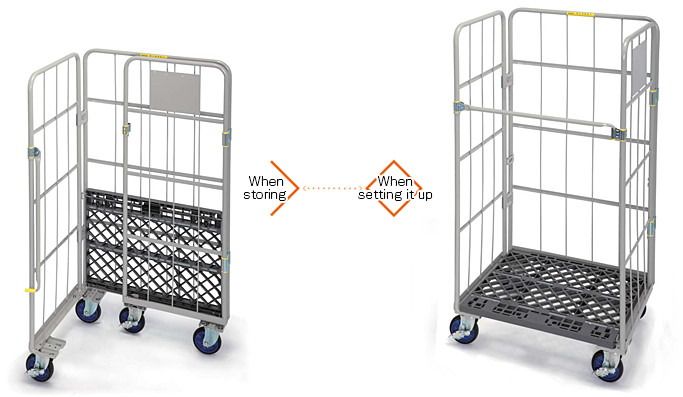 When
storing
When
setting it up